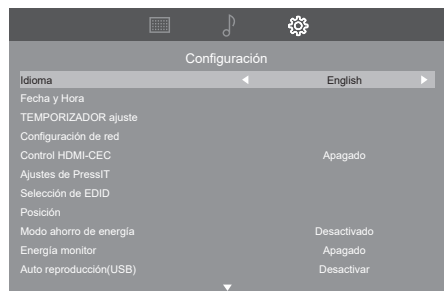 Configuración
Idioma English
Fecha y Hora
TEMPORIZADOR ajuste
Configuración de red
Control HDMI-CEC Apagado
Ajustes de PressIT
Selección de EDID
Posición
Modo ahorro de energía Desactivado
Energía monitor Apagado
Auto reproducción(USB) Desactivar